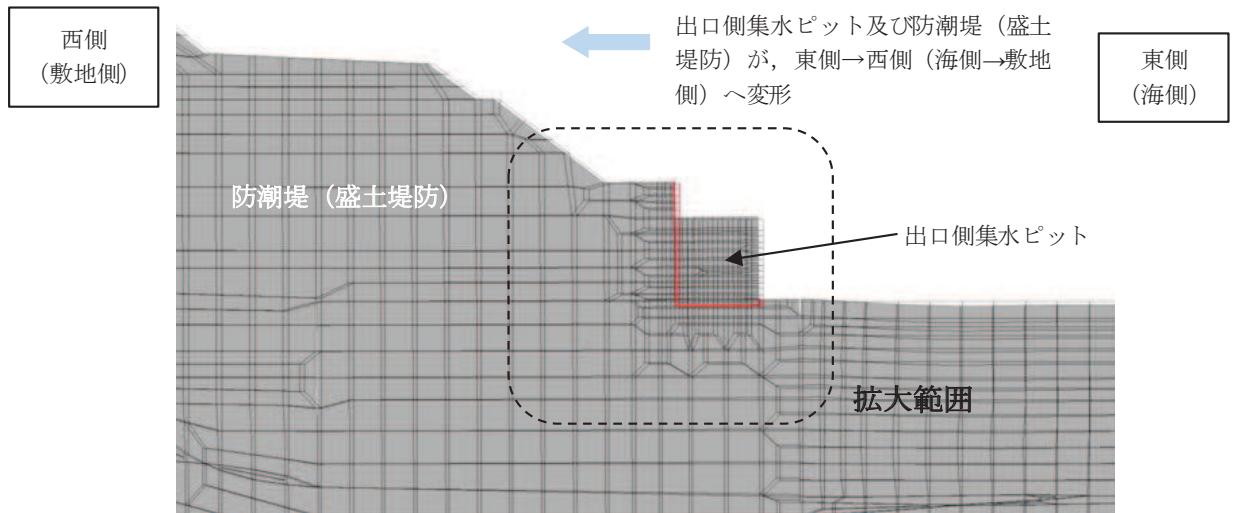 西側
(敷地側)
出口側集水ピット及び防潮堤（盛土
堤防）が，東側→西側（海側→敷地
側）へ変形
東側
(海側)
防潮堤（盛土堤防）
出口側集水ピット
拡大範囲